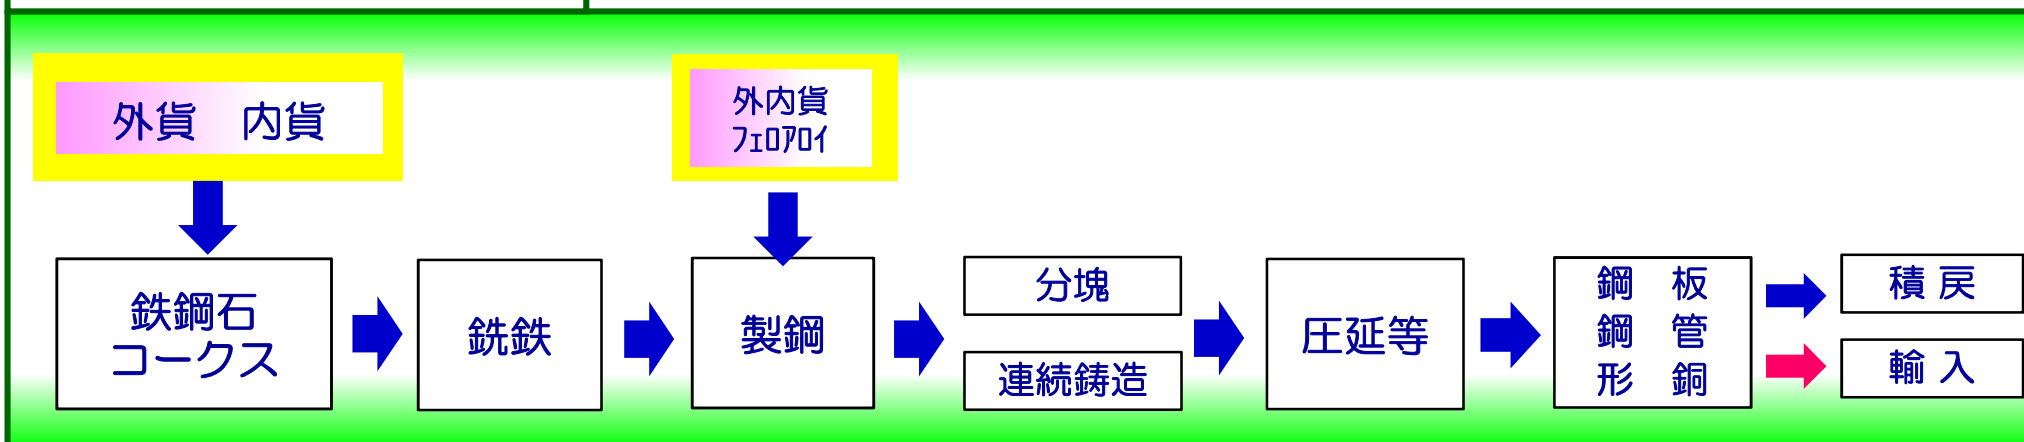 外貨　内貨
外内貨
フェロアロイ
鉄鋼石
コークス
銑鉄
製鋼
分塊
連続鋳造
圧延等
鋼　板
鋼　管
形　銅
積 戻
輸 入